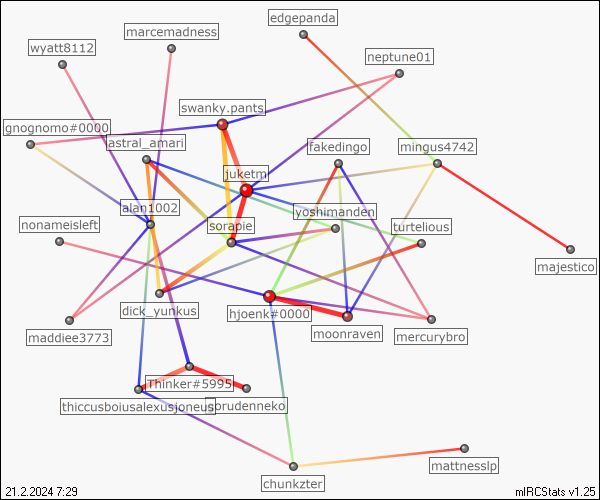 edgepanda
marcemadness
wyatt8112
neptune01
swanky.pants
gnognomo#0000
astral_amari
fakedingo
mingus4742
juketm
alan1002
yoshimanden
nonameisleft
sorapie
turtelious
majestico
dick_yunkus
hjoenk#0000
moonraven
maddiee3773
mercurybro
Thinker#5995
thiccusboiusalexusjoneus
sprudenneko
mattnesslp
chunkzter
21.2.2024 7:29
mIRCStats v1.25